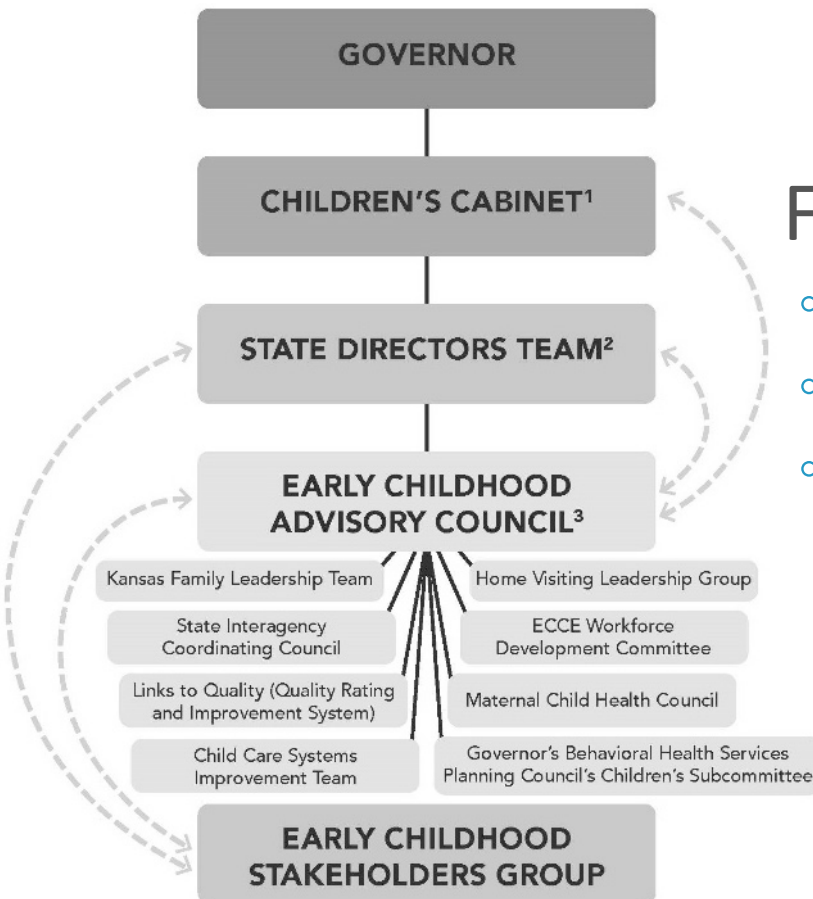 GOVERNOR
CHILDREN'S CABINET¹
STATE DIRECTORS TEAM²
EARLY CHILDHOOD
ADVISORY COUNCIL³
Kansas Family Leadership Team
Home Visiting Leadership Group
State Interagency
Coordinating Council
ECCE Workforce
Development Committee
Links to Quality (Quality Rating
and Improvement System)
Maternal Child Health Council
Child Care Systems
Improvement Team
Governor's Behavioral Health Services
Planning Council's Children's Subcommittee
EARLY CHILDHOOD
STAKEHOLDERS GROUP